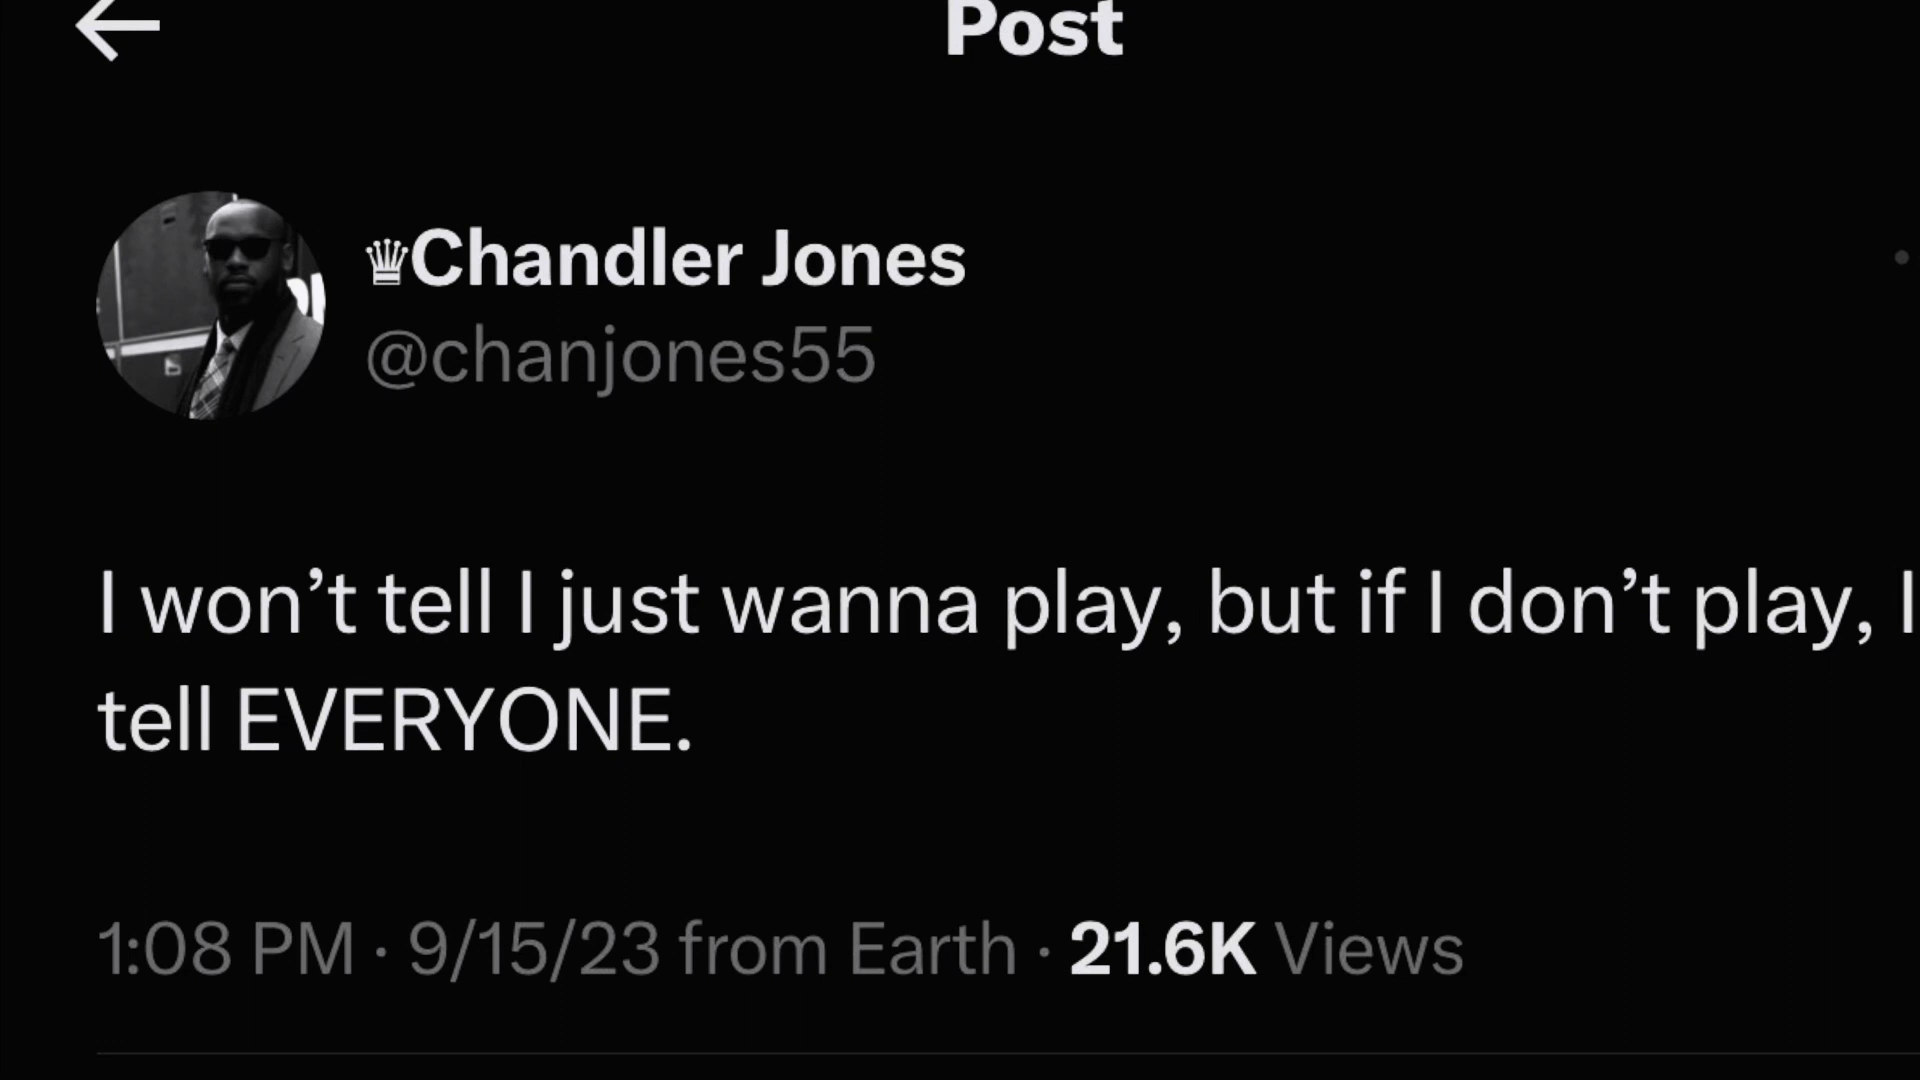 Post
♛Chandler Jones
@chanjones55
I won’t tell I just wanna play, but if I don’t play, I
tell EVERYONE.
1:08 PM · 9/15/23 from Earth · 21.6K Views